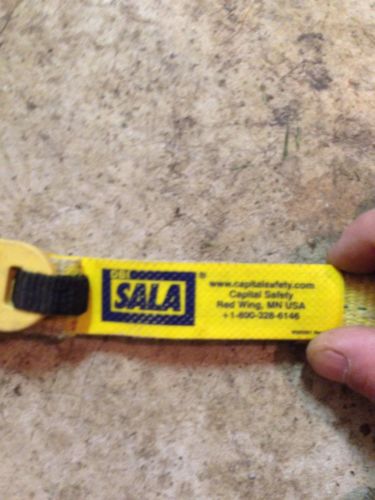 DBI
SALA
®
www.capitalsafety.com
Capital Safety
Red Wing, MN USA
+1-800-328-6146